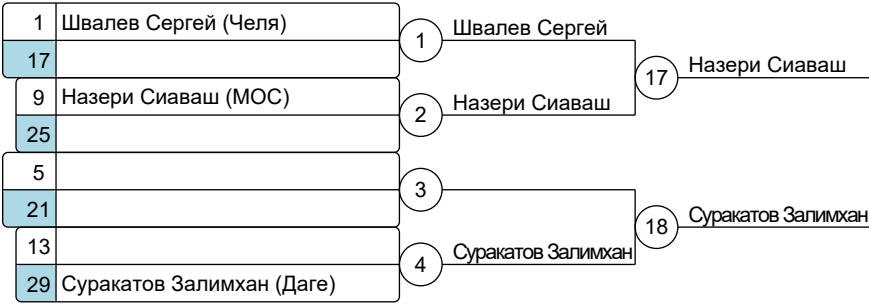 1 Швалев Сергей (Челя)
17
1 Швалев Сергей
17 Назери Сиаваш
9 Назери Сиаваш (МОС)
25
2 Назери Сиаваш
5
21
3
18 Суракатов Залимхан
13
29 Суракатов Залимхан (Даге)
4 Суракатов Залимхан